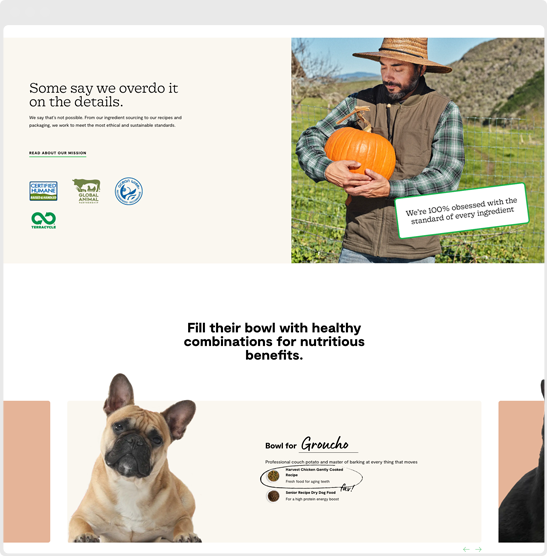 Some say we overdo it
on the details.
We say that's not possible. From our ingredient sourcing to our recipes and
packaging, we work to meet the most ethical and sustainable standards.
READ ABOUT OUR MISSION
CERTIFIED
HUMANE
GLOBAL
ANIMAL
PARTNERSHIP
TERRACYCLE
We're 100% obsessed with the
standard of every ingredient
Fill their bowl with healthy
combinations for nutritious
benefits.
Bowl for Groucho
Professional couch potato and master of barking at every thing that moves
Harvest Chicken Gently Cooked
Recipe
Fresh food for aging teeth
fav!
Senior Recipe Dry Dog Food
For a high protein energy boost